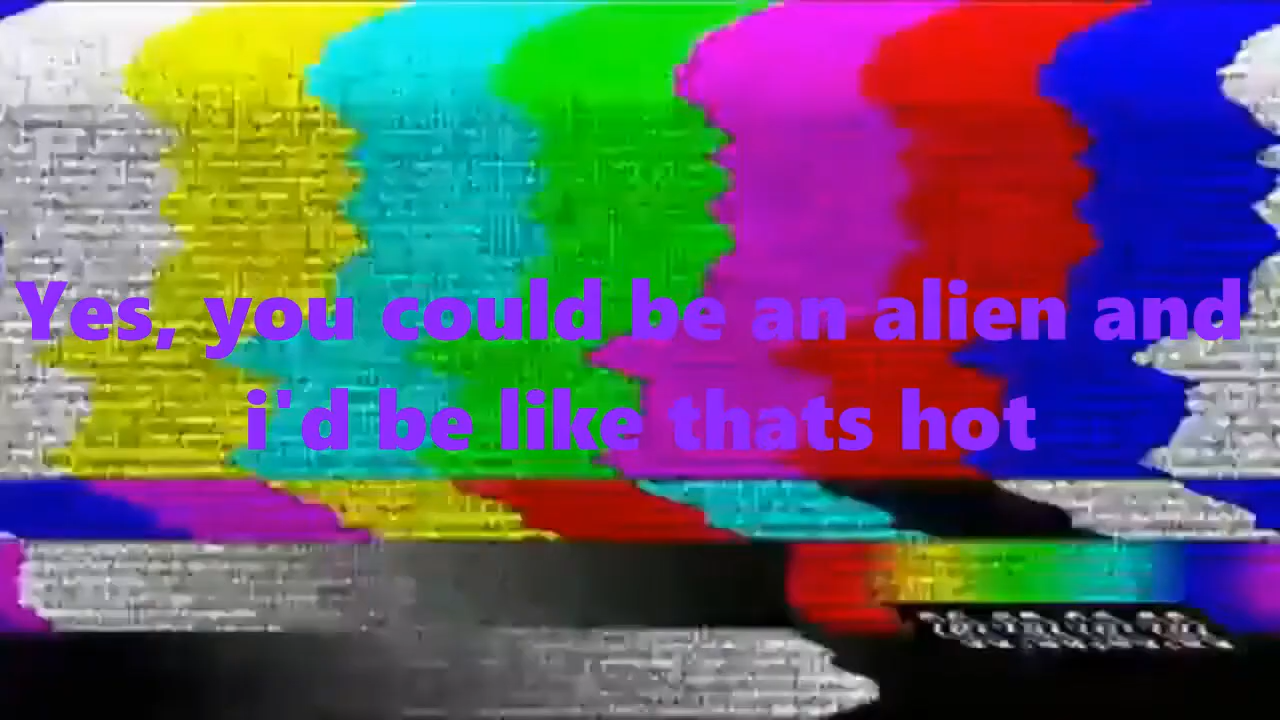 Yes, you could be an alien and
i'd be like thats hot